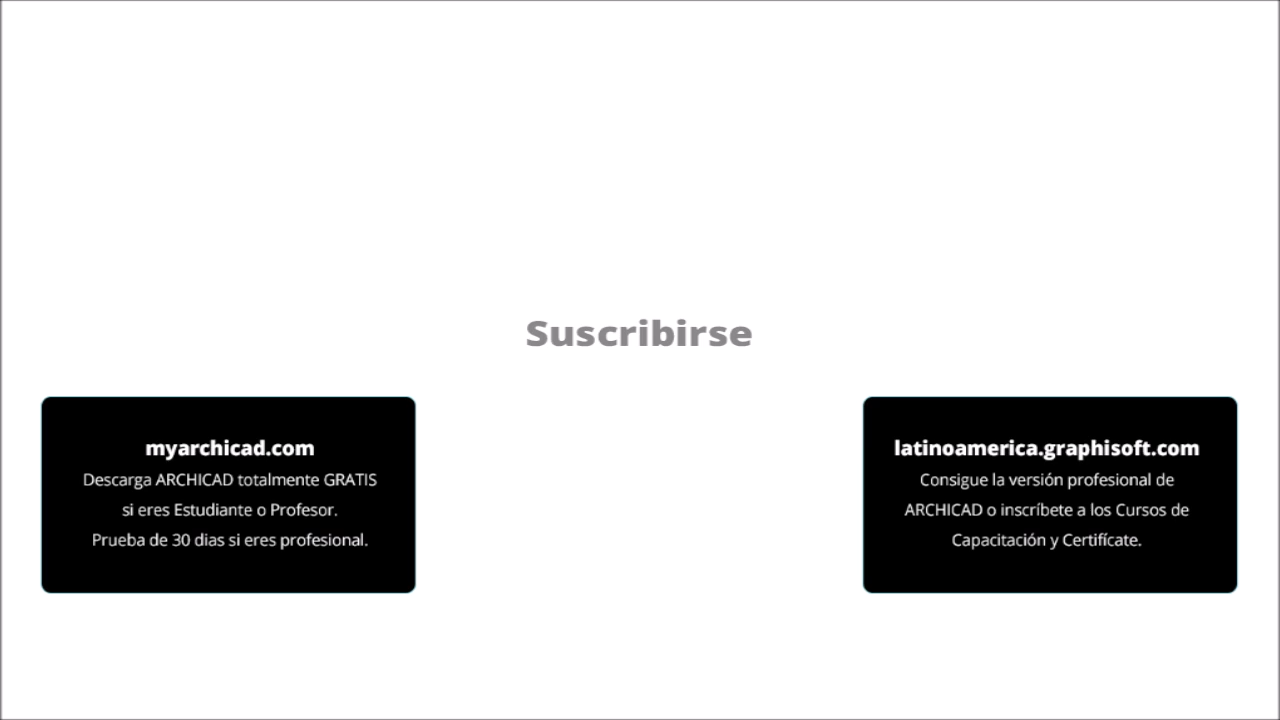 Suscribirse
myarchicad.com
Descarga ARCHICAD totalmente GRATIS
si eres Estudiante o Profesor.
Prueba de 30 dias si eres profesional.
latinoamerica.graphisoft.com
Consigue la versión profesional de
ARCHICAD o inscríbete a los Cursos de
Capacitación y Certifícate.